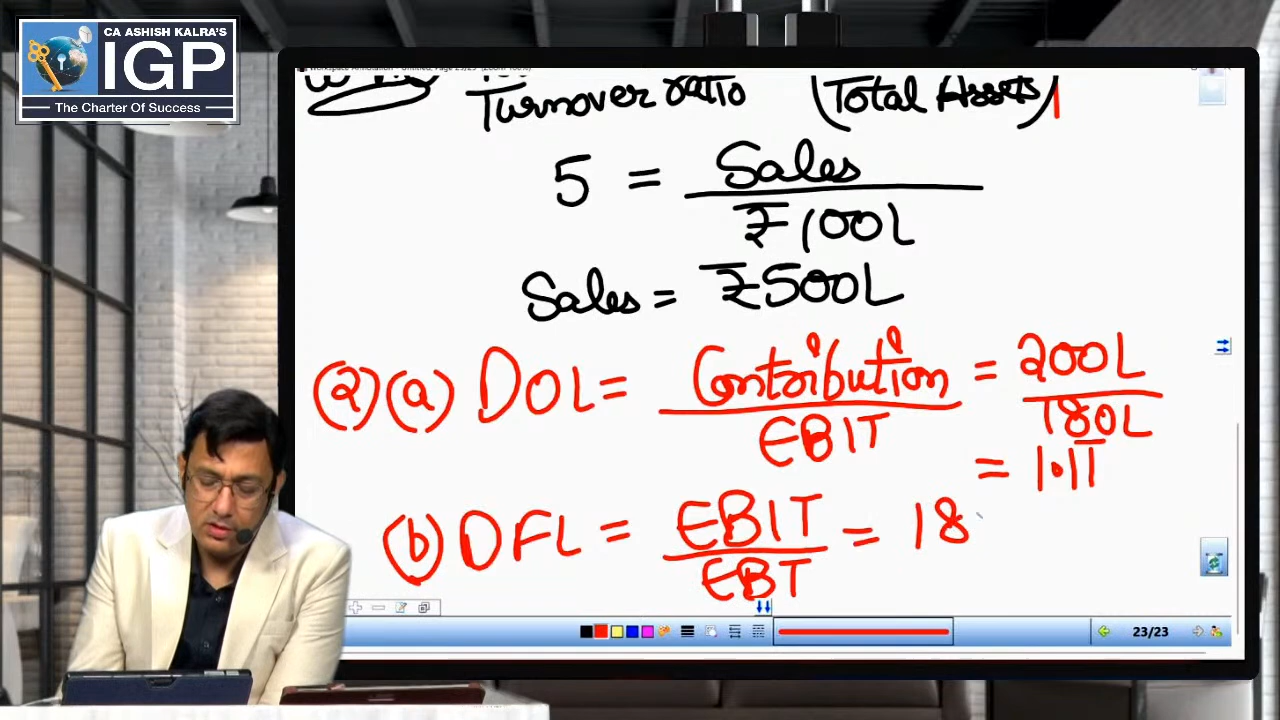 CA ASHISH KALRA'S
IGP
The Charter Of Success
Turnover ratio (Total Assets)
5 = Sales / ₹100L
Sales = ₹500L
(2)(a) DOL = Contribution / EBIT = 200L / 180L
= 1.11
(b) DFL = EBIT / EBT = 18
23/23